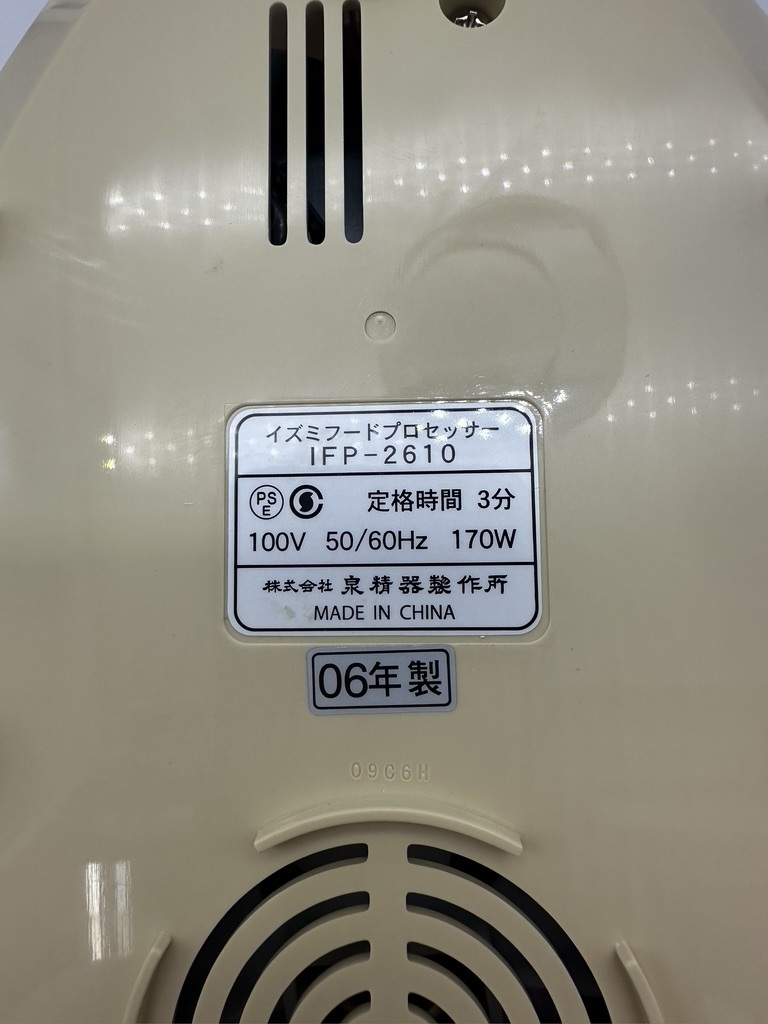 イズミフードプロセッサー
IFP-2610
PSE 定格時間 3分
100V 50/60Hz 170W
株式会社 泉精器製作所
MADE IN CHINA
06年製
09C6H